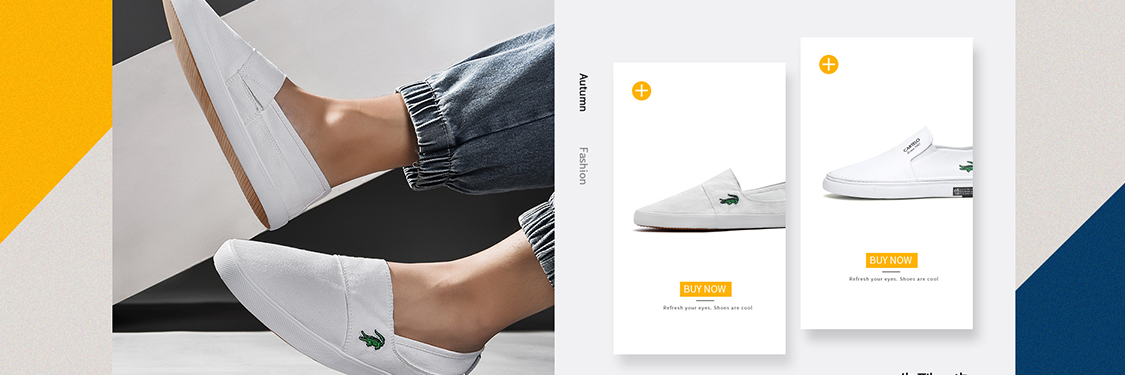 Autumn
Fashion
BUY NOW
Refresh your eyes. Shoes are cool
CARTELO
BUY NOW
Refresh your eyes. Shoes are cool